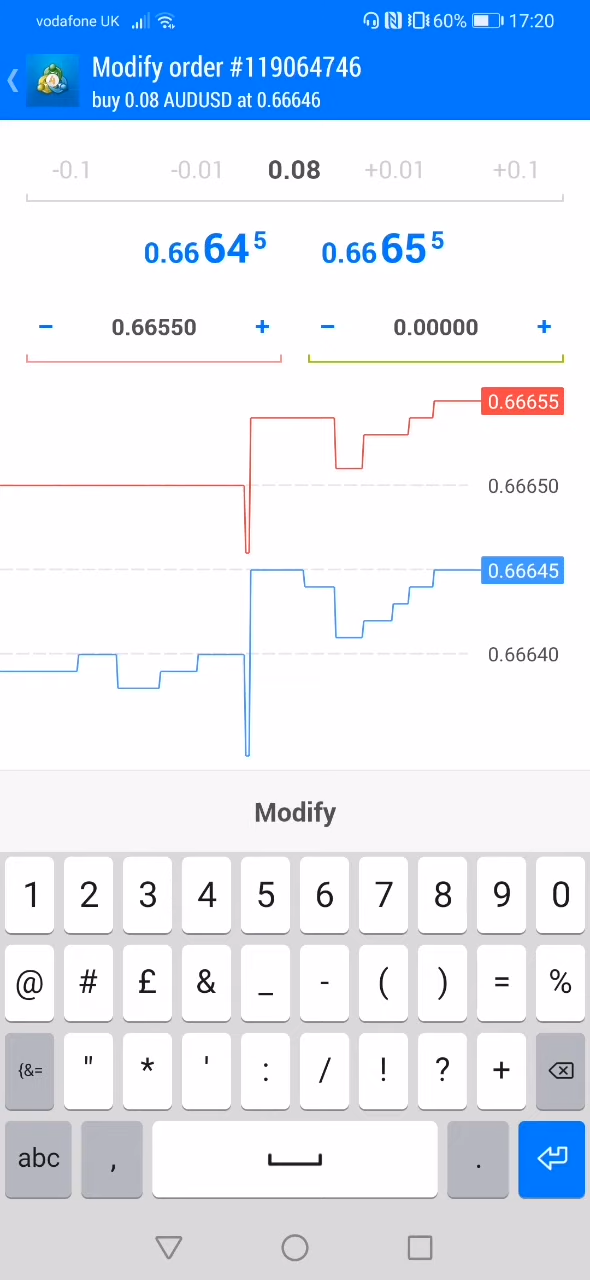 vodafone UK 60% 17:20
Modify order #119064746
buy 0.08 AUDUSD at 0.66646
-0.1 -0.01 0.08 +0.01 +0.1
0.66645 0.66655
− 0.66550 + − 0.00000 +
0.66655
0.66650
0.66645
0.66640
Modify
1 2 3 4 5 6 7 8 9 0
@ # £ & _ - ( ) = %
{&= " * ' : / ! ? +
abc , .